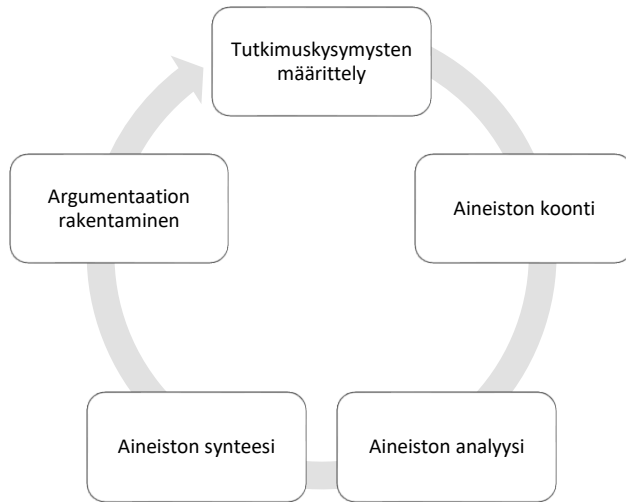 Tutkimuskysymysten
määrittely
Aineiston koonti
Aineiston analyysi
Aineiston synteesi
Argumentaation
rakentaminen